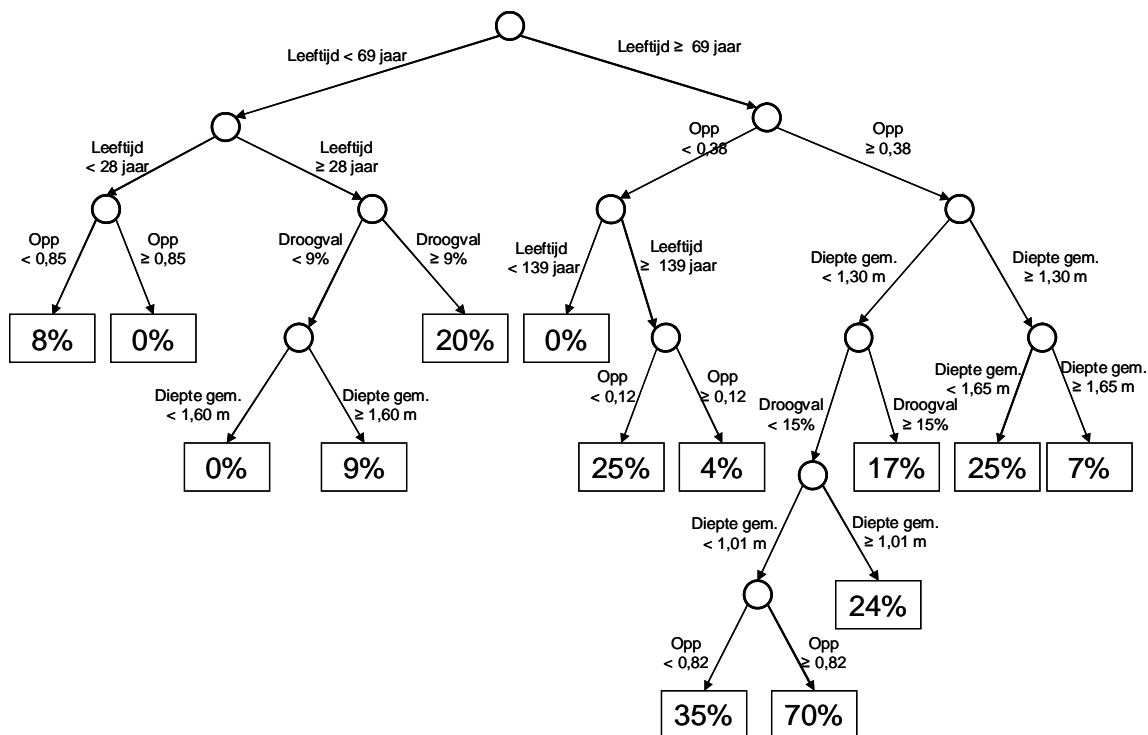 Leeftijd < 69 jaar
Leeftijd ≥ 69 jaar
Leeftijd
< 28 jaar
Leeftijd
≥ 28 jaar
Opp
< 0,38
Opp
≥ 0,38
Opp
< 0,85
Opp
≥ 0,85
Droogval
< 9%
Droogval
≥ 9%
Leeftijd
< 139 jaar
Leeftijd
≥ 139 jaar
Diepte gem.
< 1,30 m
Diepte gem.
≥ 1,30 m
8%
0%
20%
0%
Diepte gem.
< 1,60 m
Diepte gem.
≥ 1,60 m
Opp
< 0,12
Opp
≥ 0,12
Droogval
< 15%
Droogval
≥ 15%
Diepte gem.
< 1,65 m
Diepte gem.
≥ 1,65 m
0%
9%
25%
4%
17%
25%
7%
Diepte gem.
< 1,01 m
Diepte gem.
≥ 1,01 m
24%
Opp
< 0,82
Opp
≥ 0,82
35%
70%